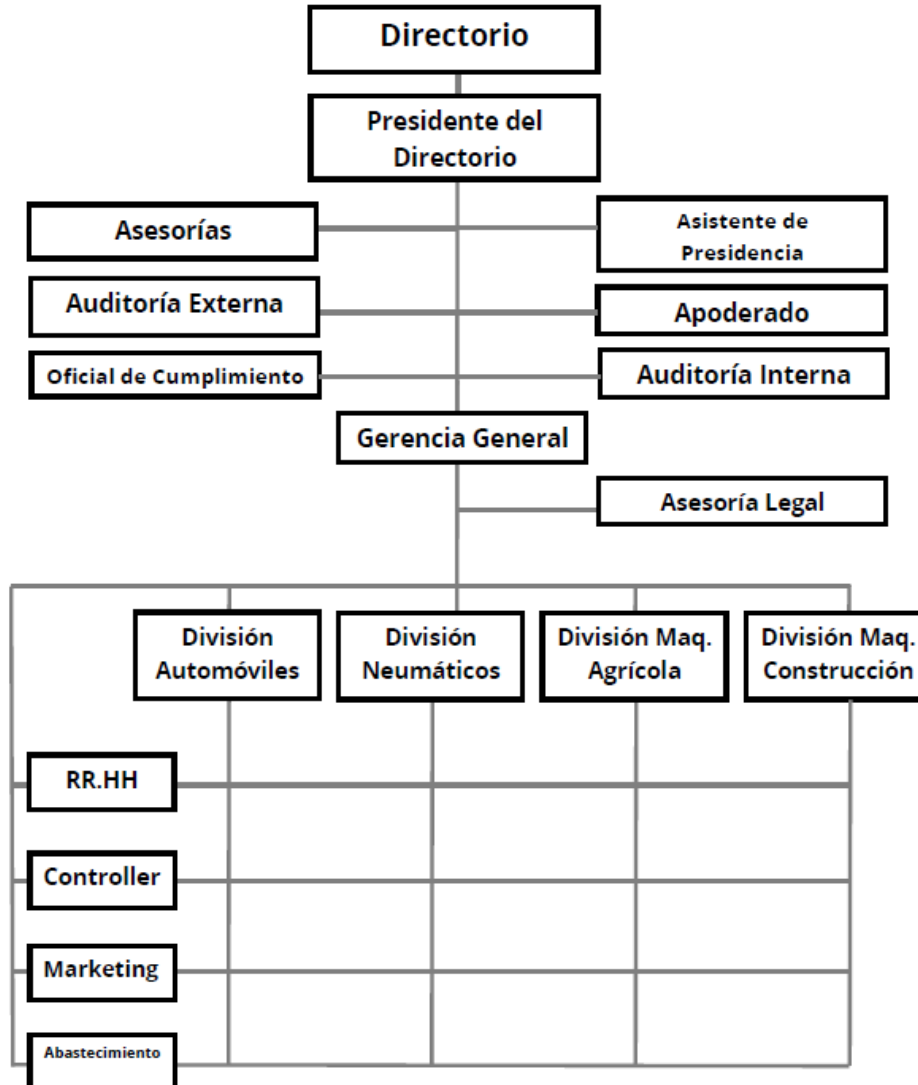 Directorio
Presidente del
Directorio
Asesorías
Asistente de
Presidencia
Auditoría Externa
Apoderado
Oficial de Cumplimiento
Auditoría Interna
Gerencia General
Asesoría Legal
División
Automóviles
División
Neumáticos
División Maq.
Agrícola
División Maq.
Construcción
RR.HH
Controller
Marketing
Abastecimiento